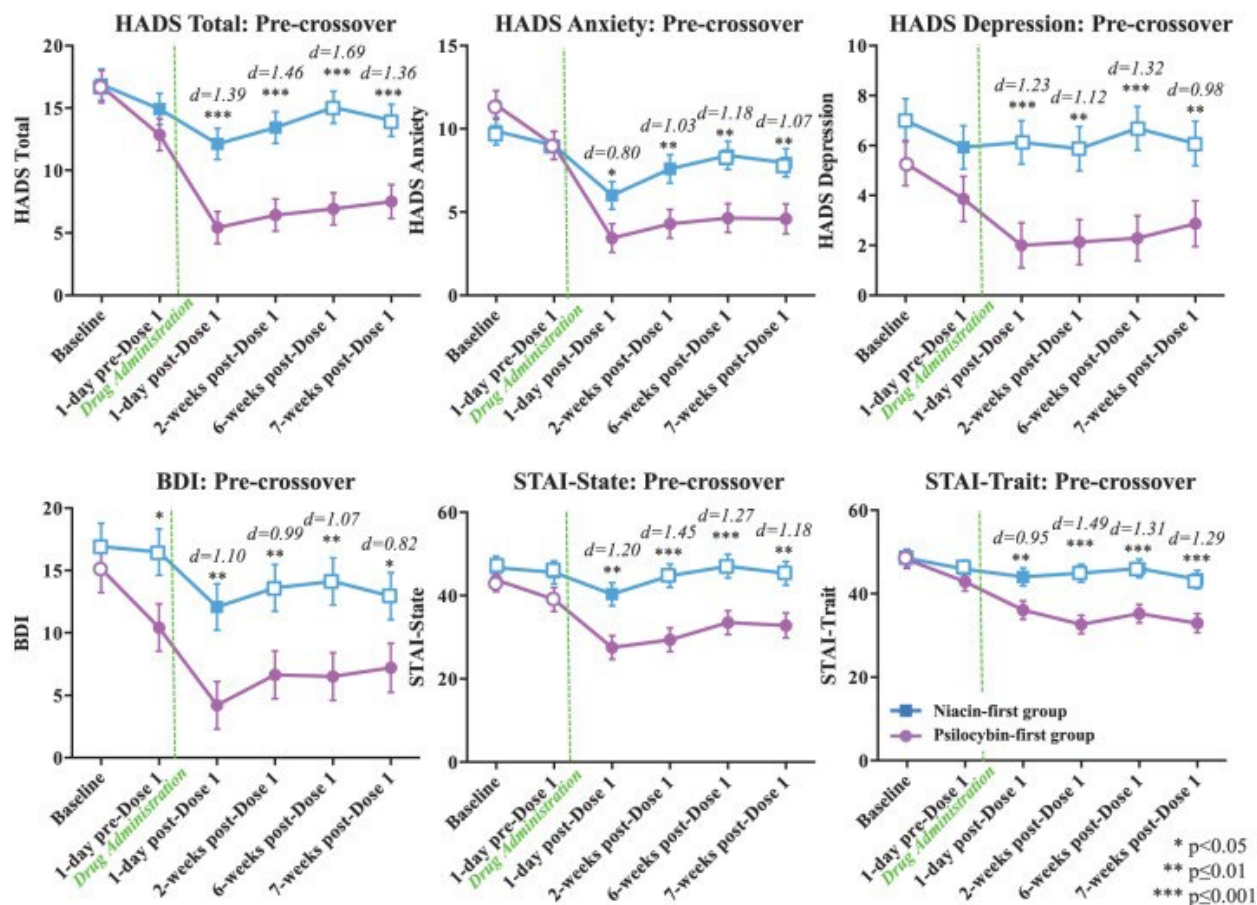 HADS Total: Pre-crossover
20
15
10
5
0
HADS Total
d=1.39
***
d=1.46
***
d=1.69
***
d=1.36
***
Baseline
1-day pre-Dose 1
Drug Administration
1-day post-Dose 1
2-weeks post-Dose 1
6-weeks post-Dose 1
7-weeks post-Dose 1
HADS Anxiety: Pre-crossover
15
10
5
0
HADS Anxiety
d=0.80
*
d=1.03
**
d=1.18
**
d=1.07
**
Baseline
1-day pre-Dose 1
Drug Administration
1-day post-Dose 1
2-weeks post-Dose 1
6-weeks post-Dose 1
7-weeks post-Dose 1
HADS Depression: Pre-crossover
10
8
6
4
2
0
HADS Depression
d=1.23
***
d=1.12
**
d=1.32
***
d=0.98
**
Baseline
1-day pre-Dose 1
Drug Administration
1-day post-Dose 1
2-weeks post-Dose 1
6-weeks post-Dose 1
7-weeks post-Dose 1
BDI: Pre-crossover
20
15
10
5
0
BDI
*
d=1.10
**
d=0.99
**
d=1.07
**
d=0.82
*
Baseline
1-day pre-Dose 1
Drug Administration
1-day post-Dose 1
2-weeks post-Dose 1
6-weeks post-Dose 1
7-weeks post-Dose 1
STAI-State: Pre-crossover
60
40
20
0
STAI-State
d=1.20
**
d=1.45
***
d=1.27
***
d=1.18
**
Baseline
1-day pre-Dose 1
Drug Administration
1-day post-Dose 1
2-weeks post-Dose 1
6-weeks post-Dose 1
7-weeks post-Dose 1
STAI-Trait: Pre-crossover
60
40
20
0
STAI-Trait
d=0.95
**
d=1.49
***
d=1.31
***
d=1.29
***
Niacin-first group
Psilocybin-first group
Baseline
1-day pre-Dose 1
Drug Administration
1-day post-Dose 1
2-weeks post-Dose 1
6-weeks post-Dose 1
7-weeks post-Dose 1
* p<0.05
** p≤0.01
*** p≤0.001